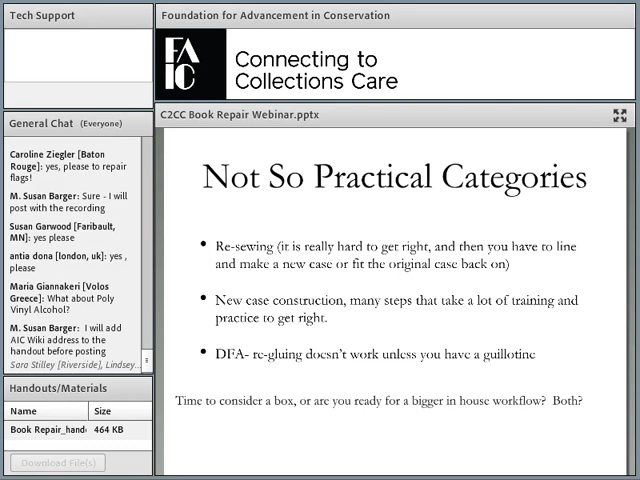 Tech Support
Foundation for Advancement in Conservation
FAIC
Connecting to
Collections Care
General Chat (Everyone)
Caroline Ziegler [Baton
Rouge]: yes, please to repair
flags!
M. Susan Barger: Sure - I will
post with the recording
Susan Garwood [Faribault,
MN]: yes please
antia dona [london, uk]: yes ,
please
Maria Giannakeri [Volos
Greece]: What about Poly
Vinyl Alcohol?
M. Susan Barger: I will add
AIC Wiki address to the
handout before posting
Sara Stilley [Riverside], Lindsey...
Handouts/Materials
Name Size
Book Repair_hando 464 KB
Download File(s)
C2CC Book Repair Webinar.pptx
Not So Practical Categories
• Re-sewing (it is really hard to get right, and then you have to line
and make a new case or fit the original case back on)
• New case construction, many steps that take a lot of training and
practice to get right.
• DFA- re-gluing doesn't work unless you have a guillotine
Time to consider a box, or are you ready for a bigger in house workflow? Both?